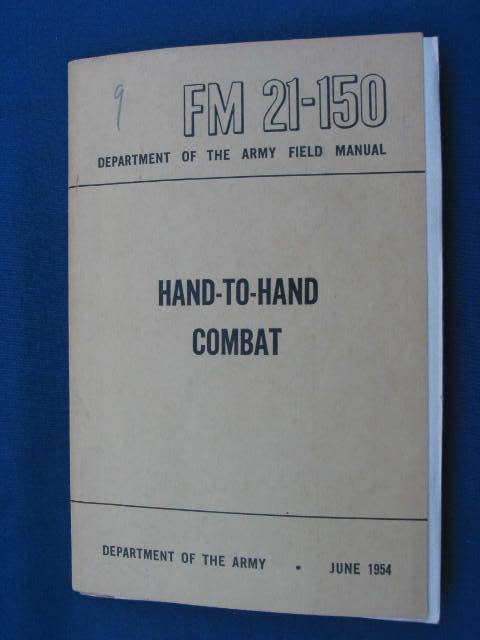 9
FM 21-150
DEPARTMENT OF THE ARMY FIELD MANUAL
HAND-TO-HAND
COMBAT
DEPARTMENT OF THE ARMY • JUNE 1954